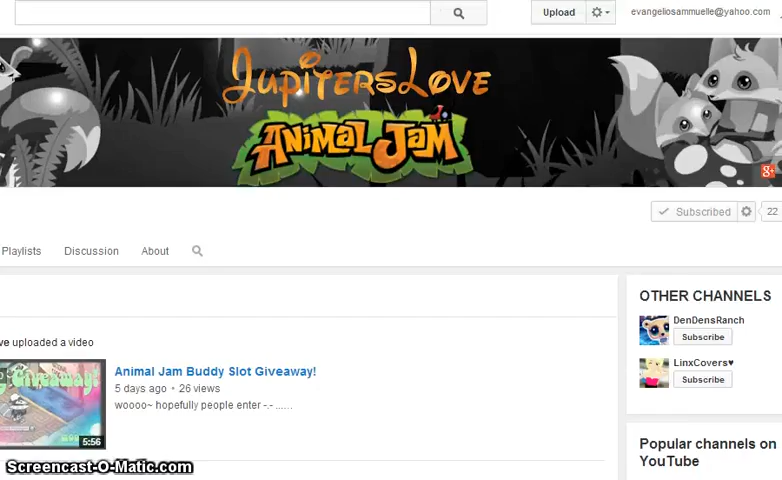 Upload
evangeliosammuelle@yahoo.com
JupitersLove
Animal Jam
g+
Subscribed
22
Playlists
Discussion
About
OTHER CHANNELS
DenDensRanch
Subscribe
LinxCovers♥
Subscribe
ve uploaded a video
Giveaway!
5:56
Animal Jam Buddy Slot Giveaway!
5 days ago • 26 views
woooo~ hopefully people enter -.- ......
Popular channels on
YouTube
Screencast-O-Matic.com